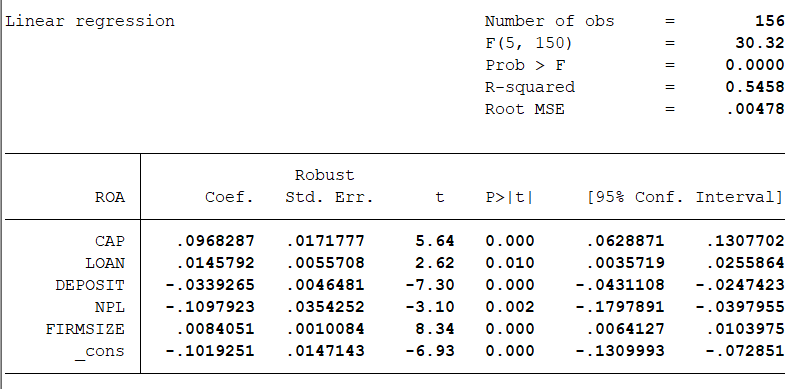 Linear regression Number of obs = 156
F(5, 150) = 30.32
Prob > F = 0.0000
R-squared = 0.5458
Root MSE = .00478
Robust
ROA Coef. Std. Err. t P>|t| [95% Conf. Interval]
CAP .0968287 .0171777 5.64 0.000 .0628871 .1307702
LOAN .0145792 .0055708 2.62 0.010 .0035719 .0255864
DEPOSIT -.0339265 .0046481 -7.30 0.000 -.0431108 -.0247423
NPL -.1097923 .0354252 -3.10 0.002 -.1797891 -.0397955
FIRMSIZE .0084051 .0010084 8.34 0.000 .0064127 .0103975
_cons -.1019251 .0147143 -6.93 0.000 -.1309993 -.072851